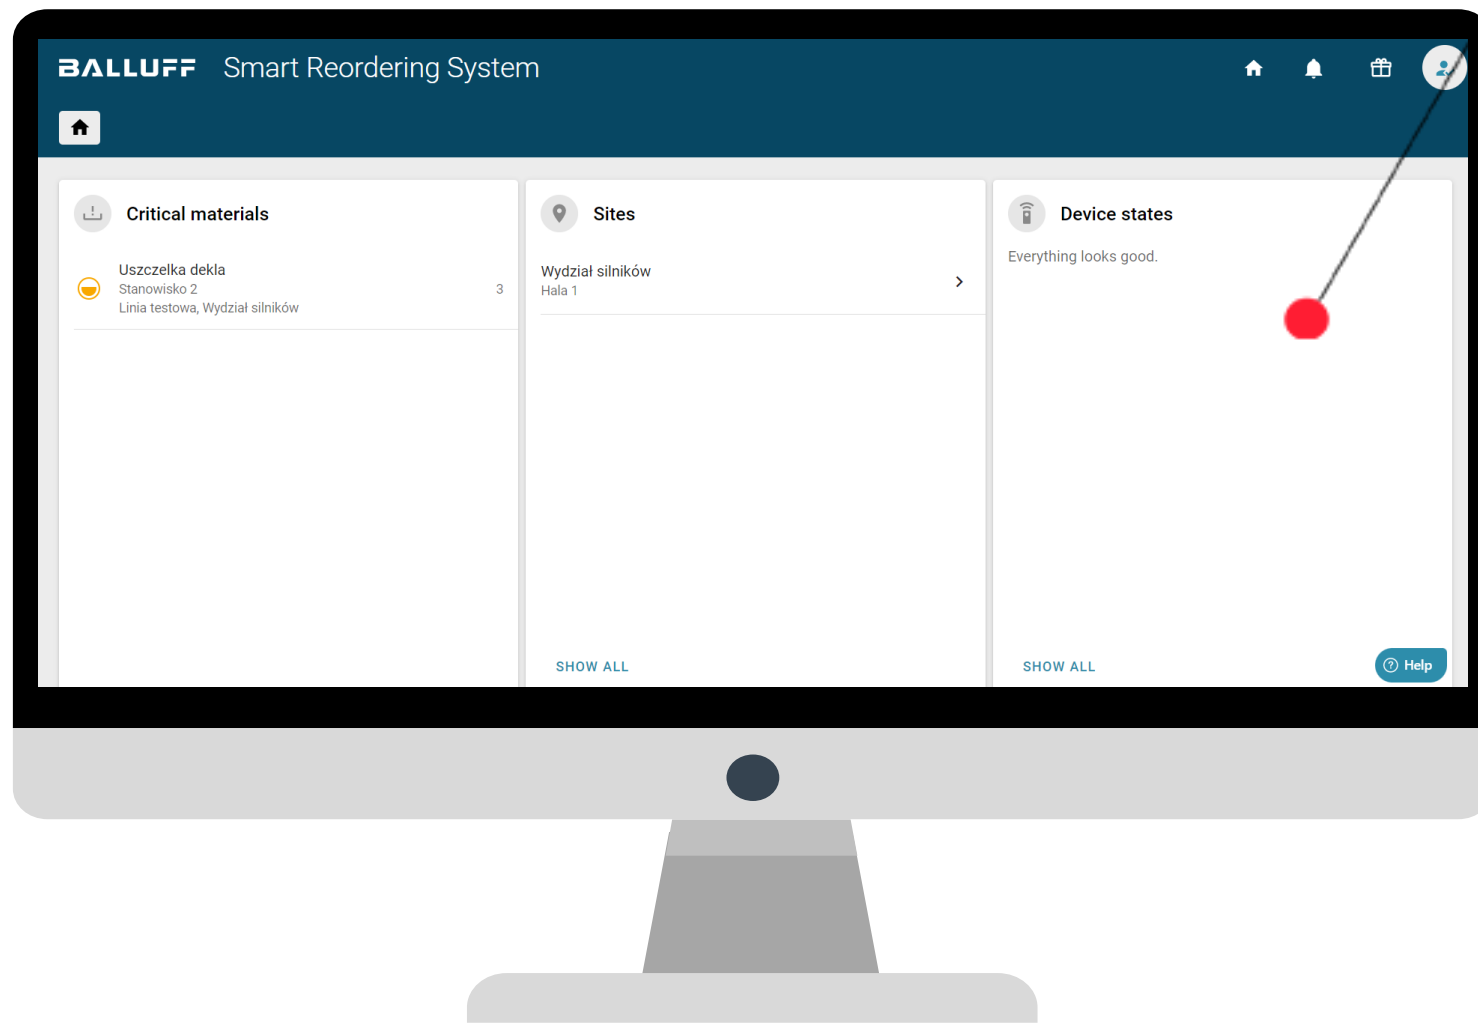 BALLUFF Smart Reordering System
Critical materials
Uszczelka dekla
Stanowisko 2
3
Linia testowa, Wydział silników
Sites
Wydział silników
Hala 1
SHOW ALL
Device states
Everything looks good.
SHOW ALL
Help